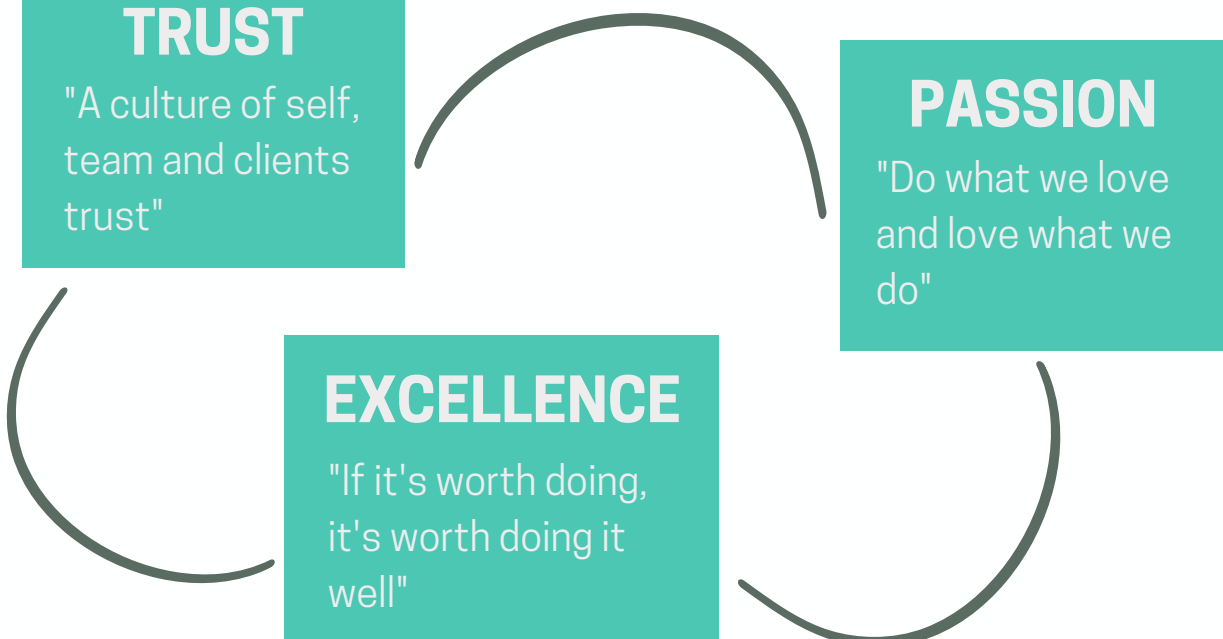 TRUST
"A culture of self,
team and clients
trust"
PASSION
"Do what we love
and love what we
do"
EXCELLENCE
"If it's worth doing,
it's worth doing it
well"